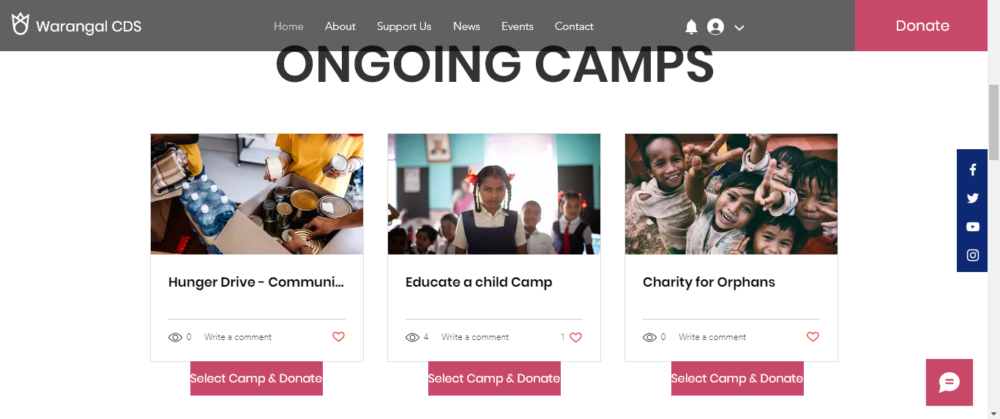 Warangal CDS
Home About Support Us News Events Contact
Donate
ONGOING CAMPS
Hunger Drive - Communi...
0 Write a comment
Select Camp & Donate
Educate a child Camp
4 Write a comment 1
Select Camp & Donate
Charity for Orphans
0 Write a comment
Select Camp & Donate